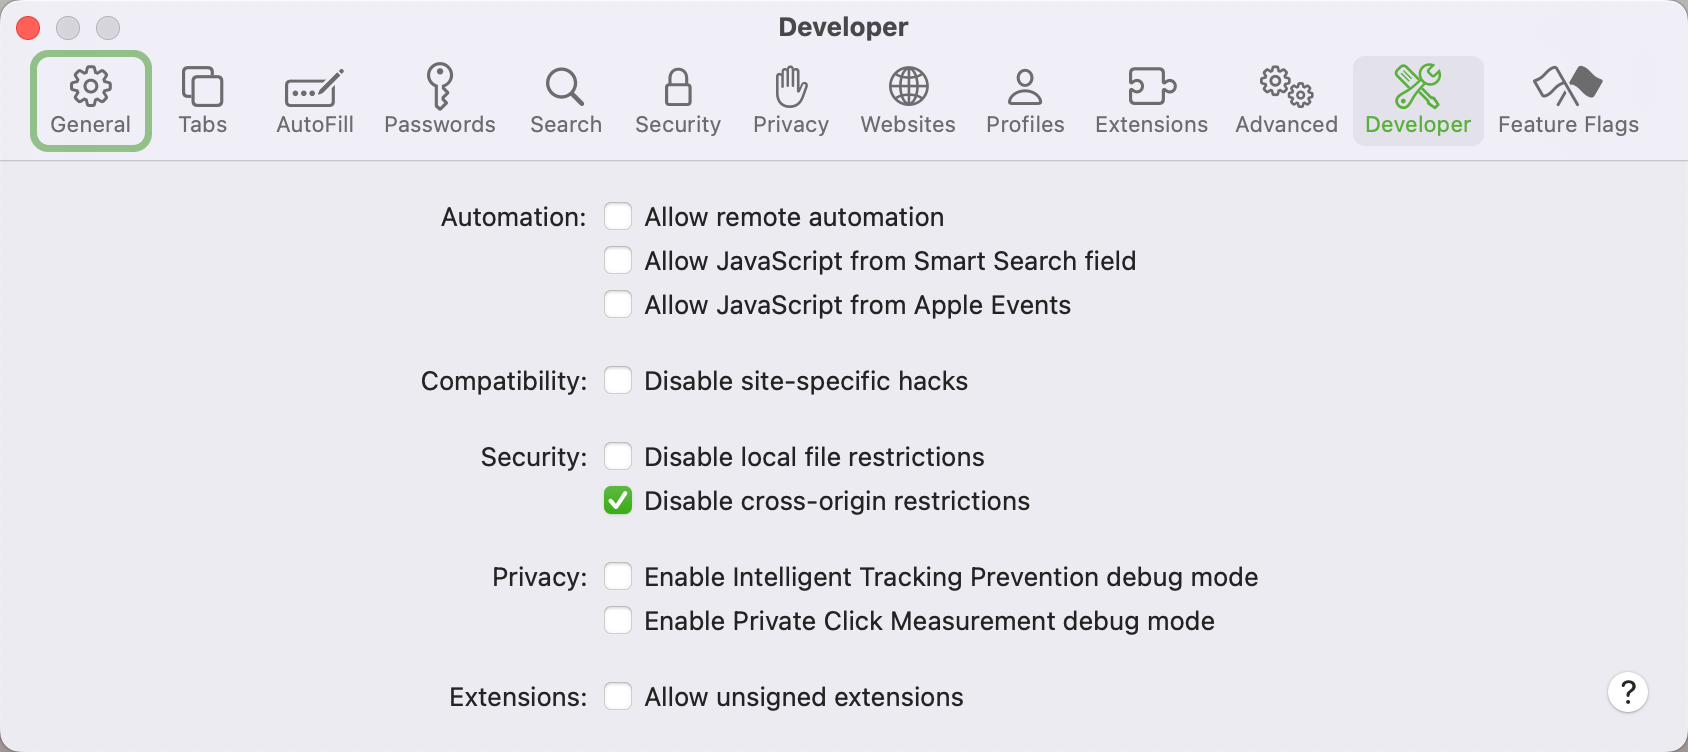 Developer
General Tabs AutoFill Passwords Search Security Privacy Websites Profiles Extensions Advanced Developer Feature Flags
Automation: Allow remote automation
Allow JavaScript from Smart Search field
Allow JavaScript from Apple Events
Compatibility: Disable site-specific hacks
Security: Disable local file restrictions
Disable cross-origin restrictions
Privacy: Enable Intelligent Tracking Prevention debug mode
Enable Private Click Measurement debug mode
Extensions: Allow unsigned extensions
?